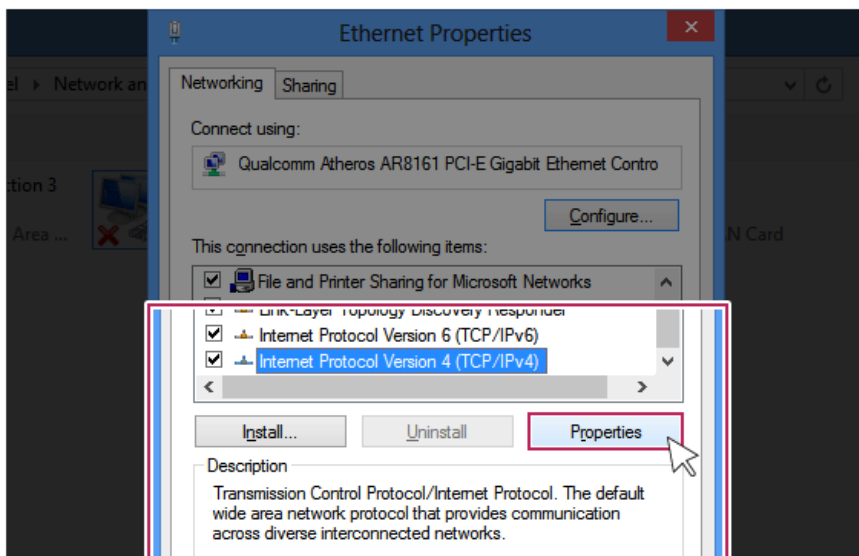 Ethernet Properties
el ▸ Network an
Networking
Sharing
Connect using:
Qualcomm Atheros AR8161 PCI-E Gigabit Ethernet Contro
ction 3
Area ...
N Card
Configure...
This connection uses the following items:
File and Printer Sharing for Microsoft Networks
Link-Layer Topology Discovery Responder
Internet Protocol Version 6 (TCP/IPv6)
Internet Protocol Version 4 (TCP/IPv4)
Install...
Uninstall
Properties
Description
Transmission Control Protocol/Internet Protocol. The default
wide area network protocol that provides communication
across diverse interconnected networks.